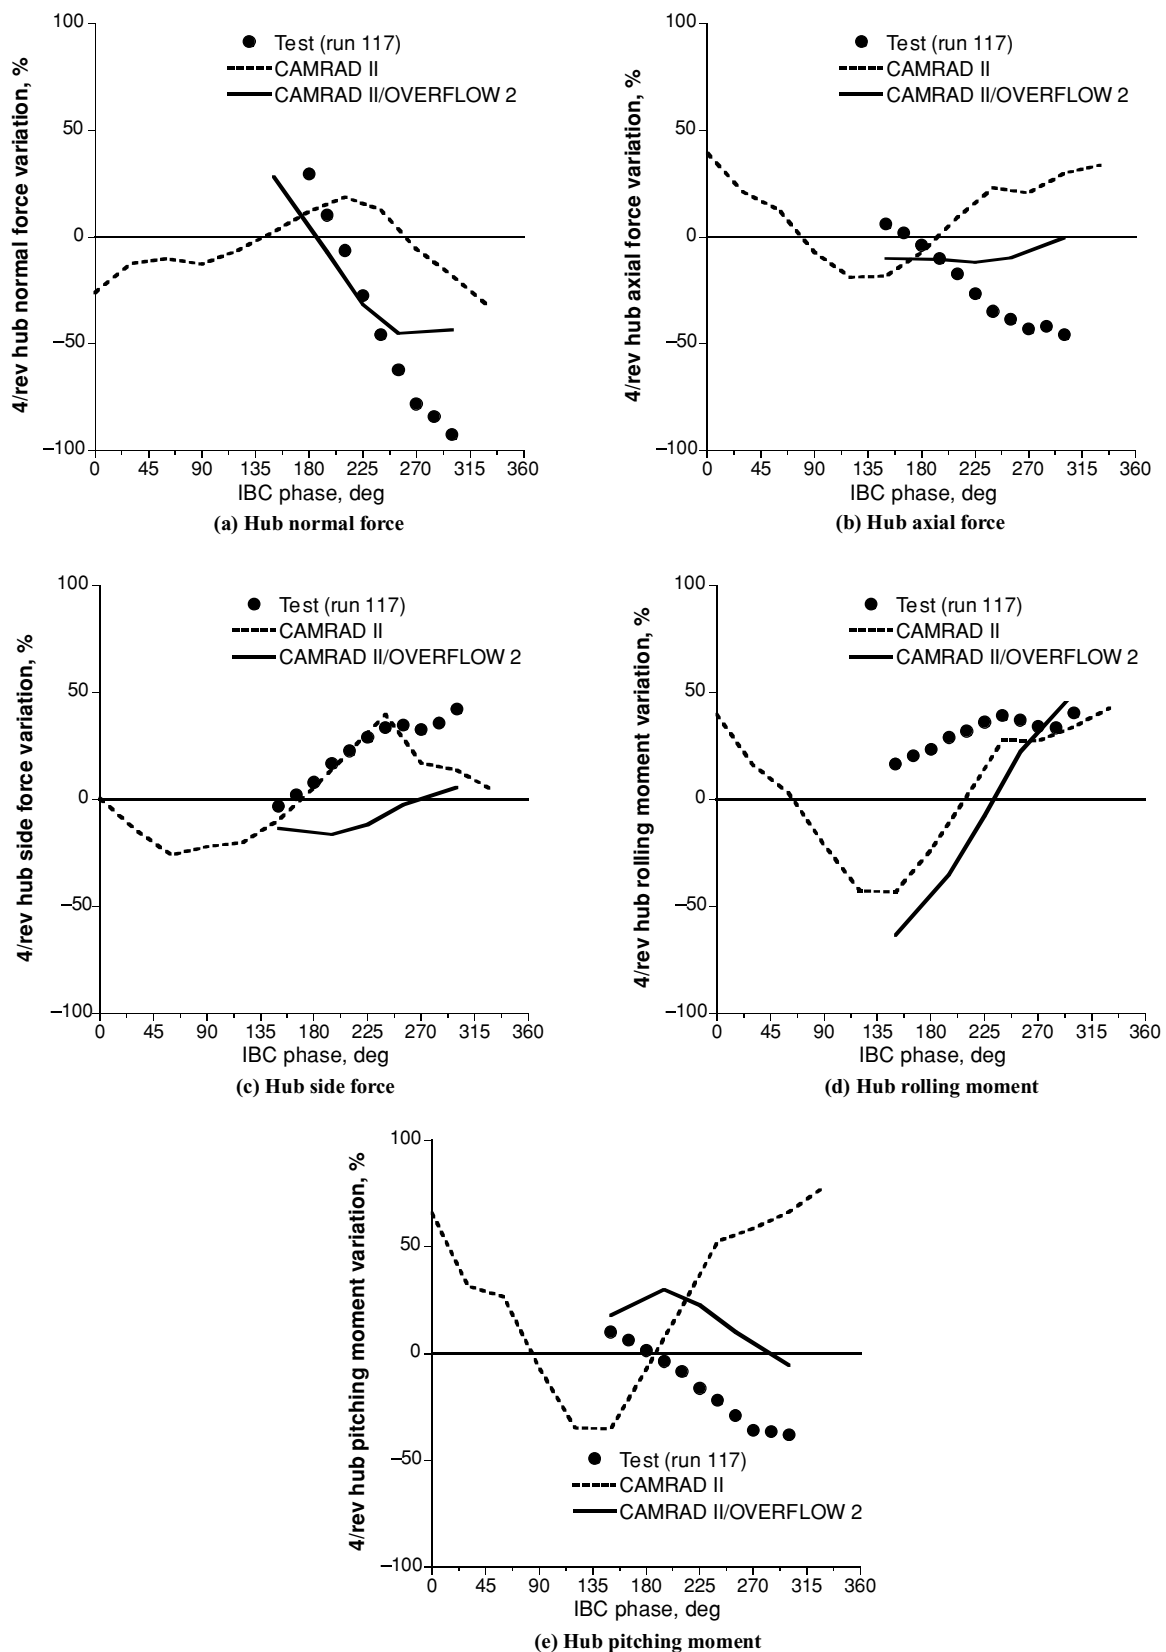 4/rev hub normal force variation, %
100
50
0
−50
−100
Test (run 117)
CAMRAD II
CAMRAD II/OVERFLOW 2
0 45 90 135 180 225 270 315 360
IBC phase, deg
(a) Hub normal force
4/rev hub axial force variation, %
100
50
0
−50
−100
Test (run 117)
CAMRAD II
CAMRAD II/OVERFLOW 2
0 45 90 135 180 225 270 315 360
IBC phase, deg
(b) Hub axial force
4/rev hub side force variation, %
100
50
0
−50
−100
Test (run 117)
CAMRAD II
CAMRAD II/OVERFLOW 2
0 45 90 135 180 225 270 315 360
IBC phase, deg
(c) Hub side force
4/rev hub rolling moment variation, %
100
50
0
−50
−100
Test (run 117)
CAMRAD II
CAMRAD II/OVERFLOW 2
0 45 90 135 180 225 270 315 360
IBC phase, deg
(d) Hub rolling moment
4/rev hub pitching moment variation, %
100
50
0
−50
−100
Test (run 117)
CAMRAD II
CAMRAD II/OVERFLOW 2
0 45 90 135 180 225 270 315 360
IBC phase, deg
(e) Hub pitching moment